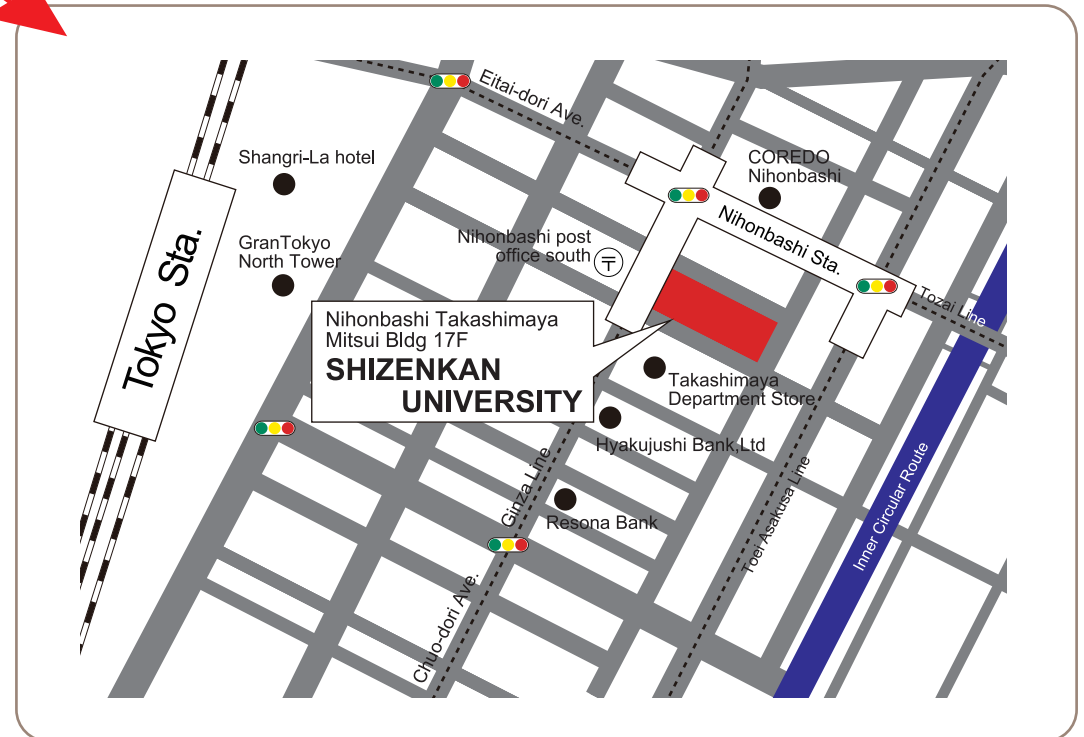 Eitai-dori Ave.
Shangri-La hotel
COREDO
Nihonbashi
Tokyo Sta.
GranTokyo
North Tower
Nihonbashi post
office south
〒
Nihonbashi Sta.
Tozai Line
Nihonbashi Takashimaya
Mitsui Bldg 17F
SHIZENKAN
UNIVERSITY
Takashimaya
Department Store
Hyakujushi Bank,Ltd
Ginza Line
Resona Bank
Toei Asakusa Line
Inner Circular Route
Chuo-dori Ave.